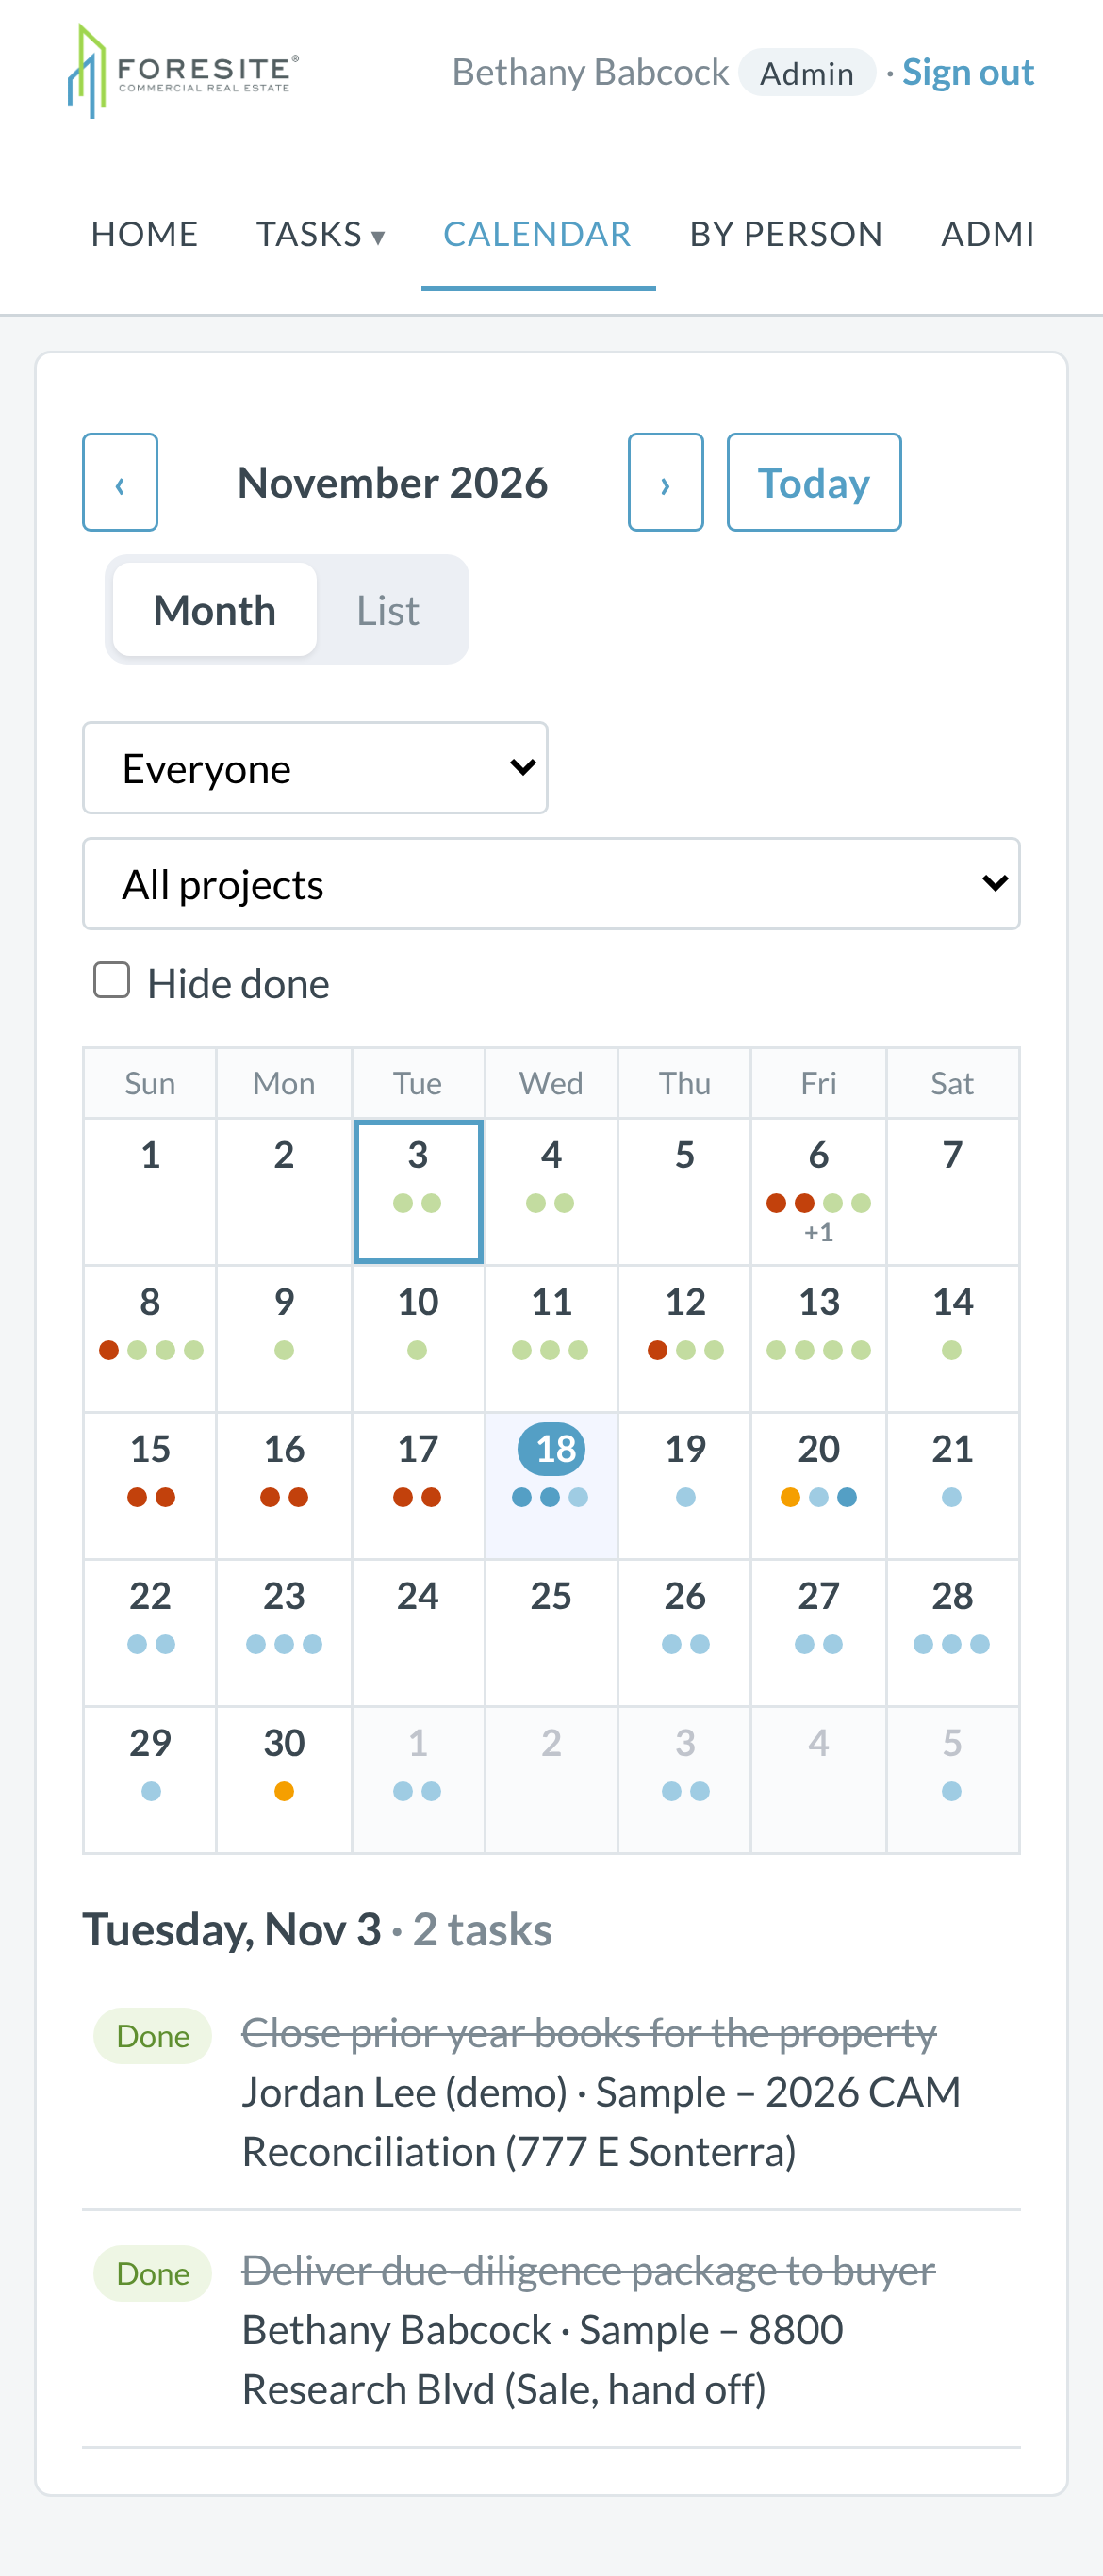 FORESITE®
COMMERCIAL REAL ESTATE
Bethany Babcock Admin · Sign out
HOME TASKS ▾ CALENDAR BY PERSON ADMI
‹ November 2026 › Today
Month List
Everyone
All projects
Hide done
Sun Mon Tue Wed Thu Fri Sat
1 2 3 4 5 6 7
+1
8 9 10 11 12 13 14
15 16 17 18 19 20 21
22 23 24 25 26 27 28
29 30 1 2 3 4 5
Tuesday, Nov 3 · 2 tasks
Done Close prior year books for the property
Jordan Lee (demo) · Sample – 2026 CAM
Reconciliation (777 E Sonterra)
Done Deliver due-diligence package to buyer
Bethany Babcock · Sample – 8800
Research Blvd (Sale, hand off)